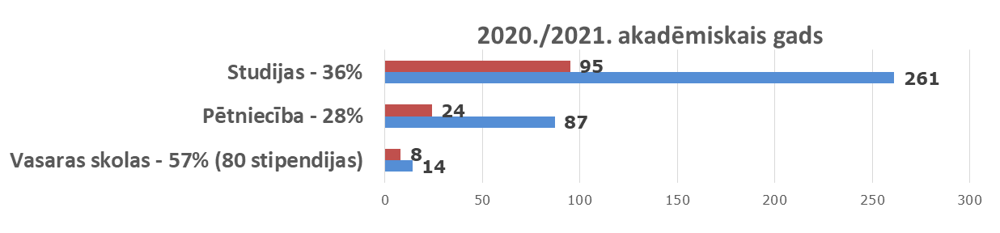 2020./2021. akadēmiskais gads
Studijas - 36%
95
261
Pētniecība - 28%
24
87
Vasaras skolas - 57% (80 stipendijas)
8
14
0 50 100 150 200 250 300